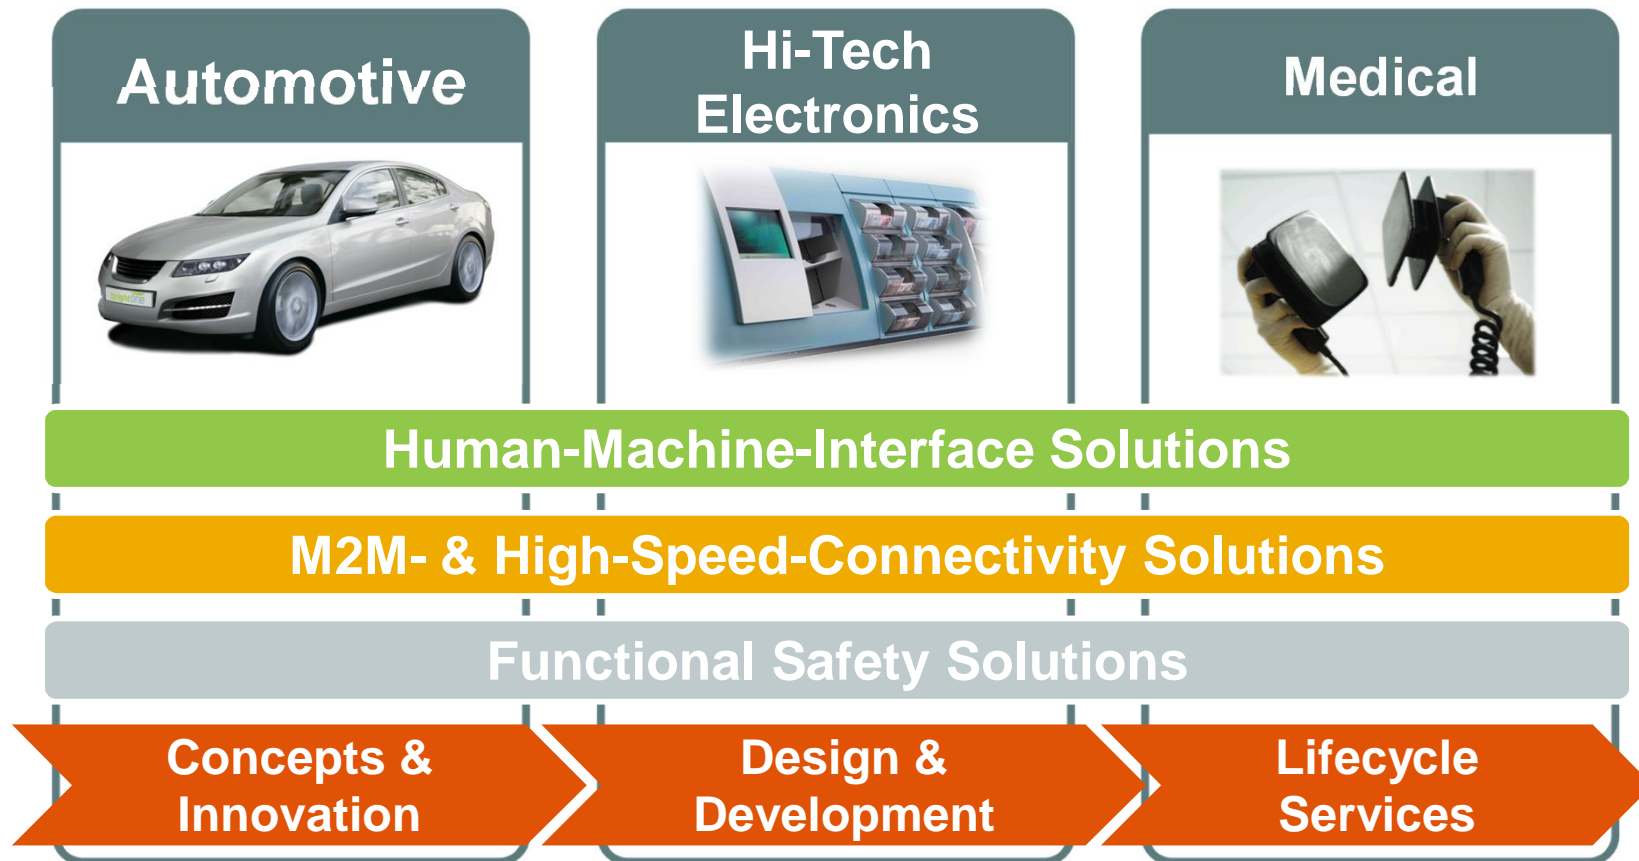 Automotive
Hi-Tech
Electronics
Medical
brightone
Human-Machine-Interface Solutions
M2M- & High-Speed-Connectivity Solutions
Functional Safety Solutions
Concepts &
Innovation
Design &
Development
Lifecycle
Services